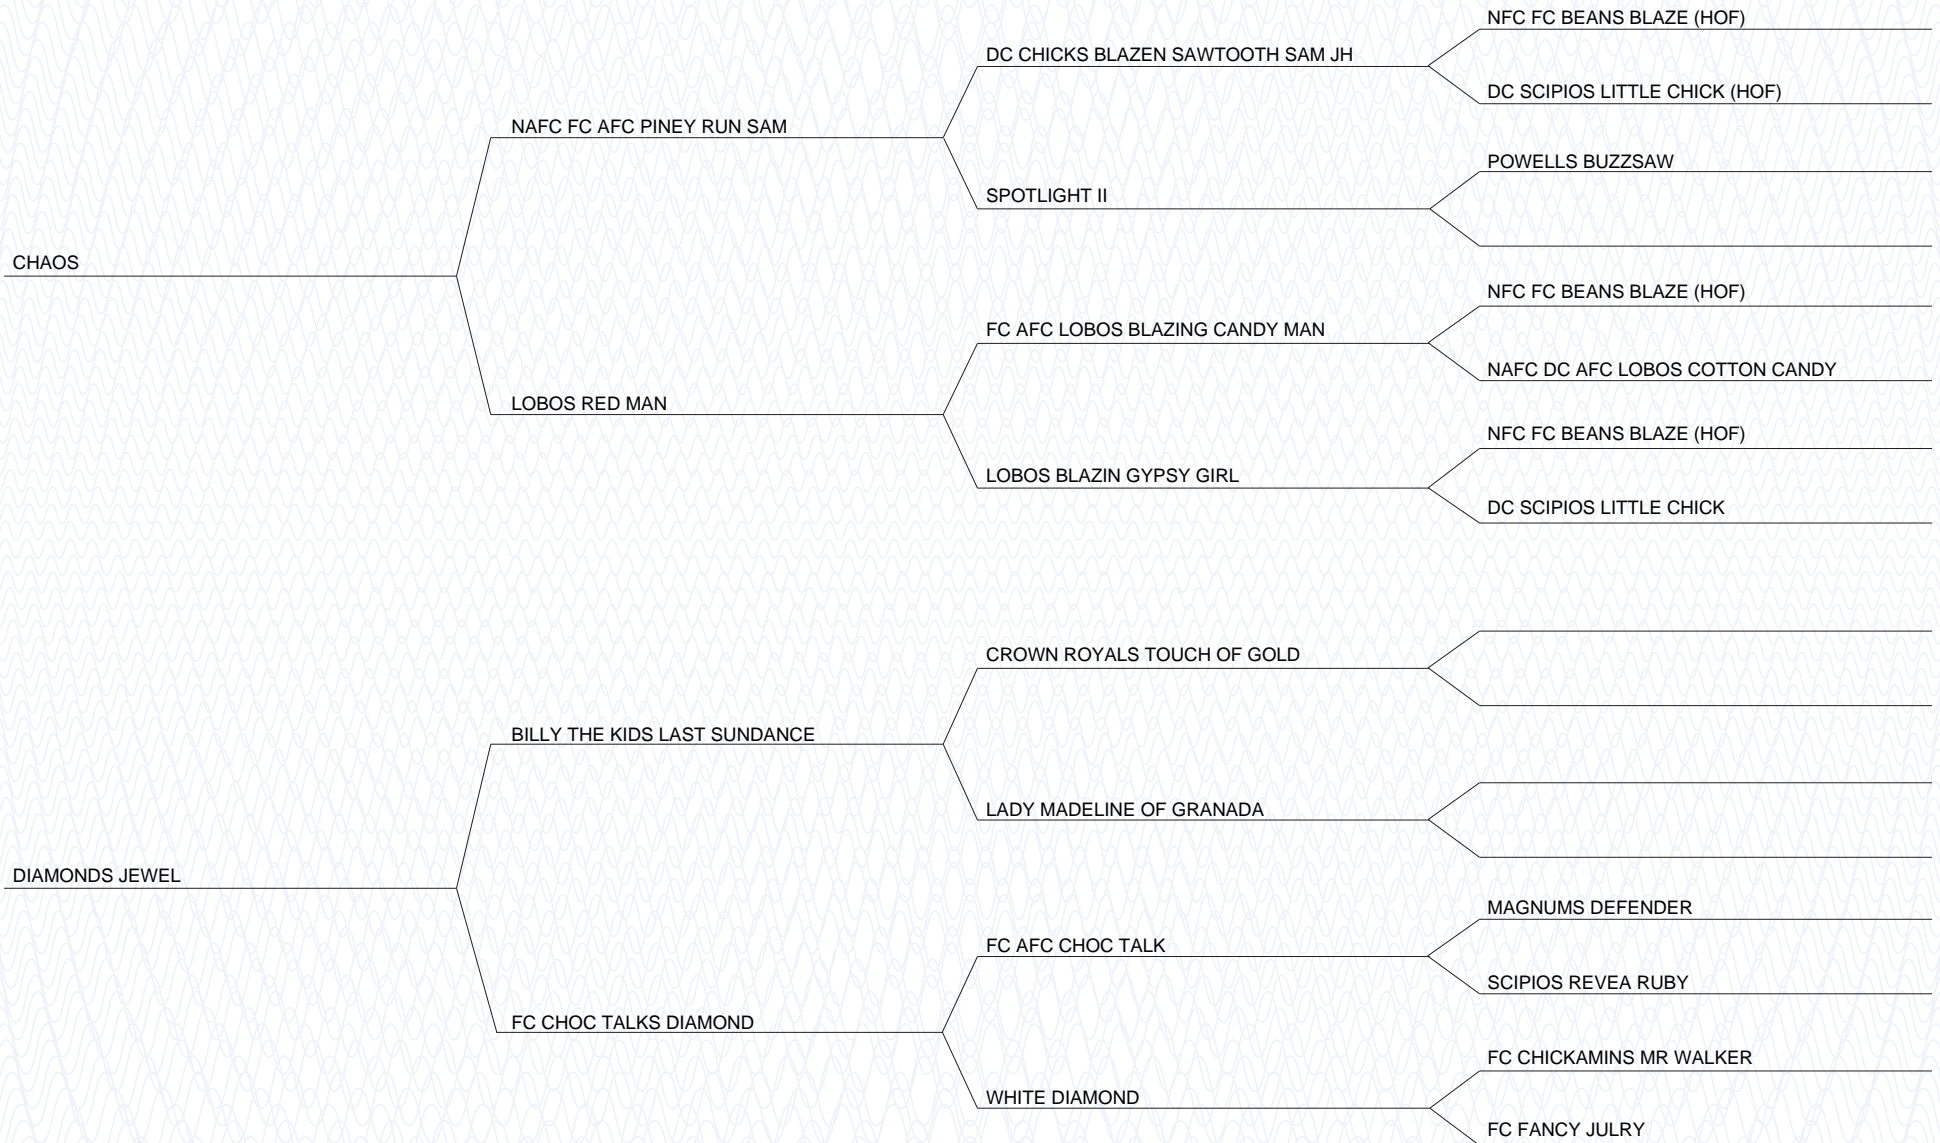 NFC FC BEANS BLAZE (HOF)
DC CHICKS BLAZEN SAWTOOTH SAM JH
DC SCIPIOS LITTLE CHICK (HOF)
NAFC FC AFC PINEY RUN SAM
POWELLS BUZZSAW
SPOTLIGHT II
CHAOS
NFC FC BEANS BLAZE (HOF)
FC AFC LOBOS BLAZING CANDY MAN
NAFC DC AFC LOBOS COTTON CANDY
LOBOS RED MAN
NFC FC BEANS BLAZE (HOF)
LOBOS BLAZIN GYPSY GIRL
DC SCIPIOS LITTLE CHICK
CROWN ROYALS TOUCH OF GOLD
BILLY THE KIDS LAST SUNDANCE
LADY MADELINE OF GRANADA
DIAMONDS JEWEL
MAGNUMS DEFENDER
FC AFC CHOC TALK
SCIPIOS REVEA RUBY
FC CHOC TALKS DIAMOND
FC CHICKAMINS MR WALKER
WHITE DIAMOND
FC FANCY JULRY